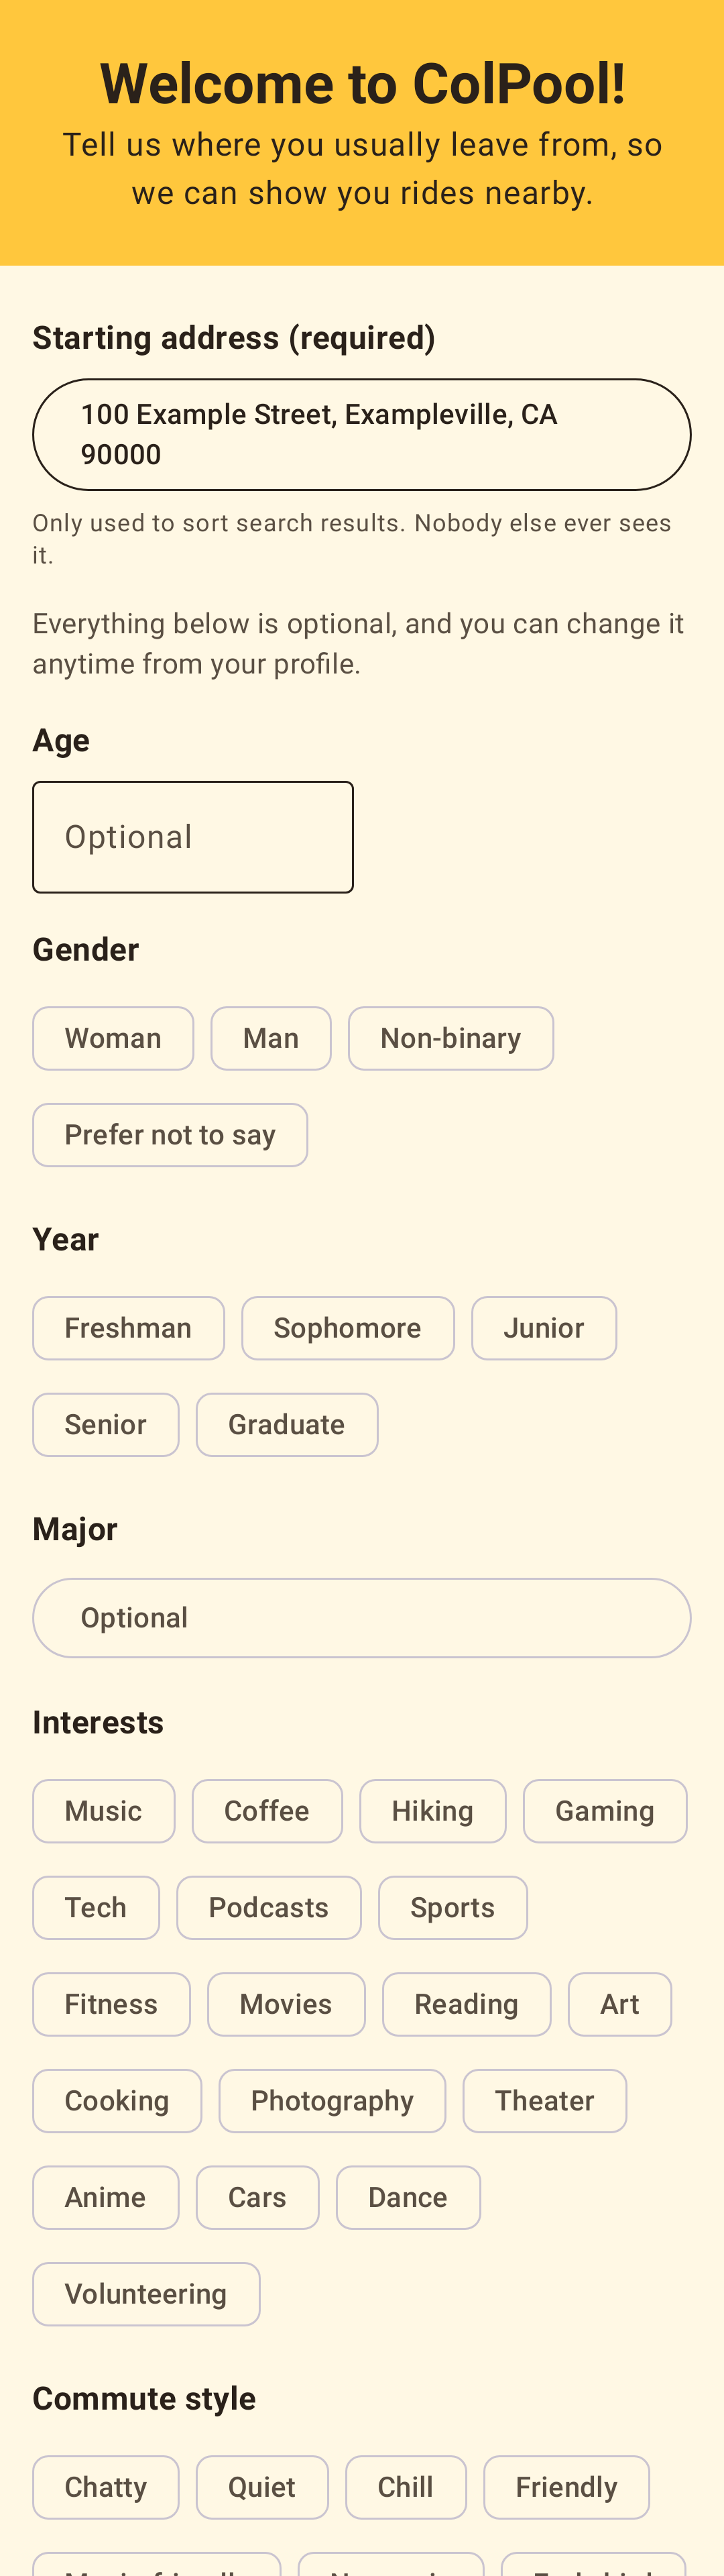 Welcome to ColPool!
Tell us where you usually leave from, so
we can show you rides nearby.
Starting address (required)
100 Example Street, Exampleville, CA
90000
Only used to sort search results. Nobody else ever sees
it.
Everything below is optional, and you can change it
anytime from your profile.
Age
Optional
Gender
Woman Man Non-binary
Prefer not to say
Year
Freshman Sophomore Junior
Senior Graduate
Major
Optional
Interests
Music Coffee Hiking Gaming
Tech Podcasts Sports
Fitness Movies Reading Art
Cooking Photography Theater
Anime Cars Dance
Volunteering
Commute style
Chatty Quiet Chill Friendly